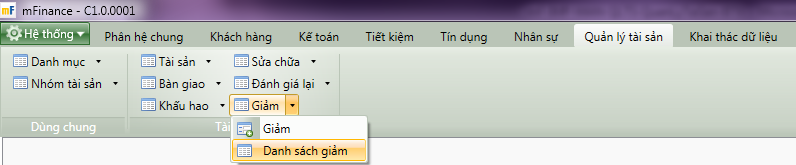 mF mFinance - C1.0.0001
Hệ thống Phân hệ chung Khách hàng Kế toán Tiết kiệm Tín dụng Nhân sự Quản lý tài sản Khai thác dữ liệu
Danh mục Tài sản Sửa chữa
Nhóm tài sản Bàn giao Đánh giá lại
Khấu hao Giảm
Dùng chung Tài
Giảm
Danh sách giảm